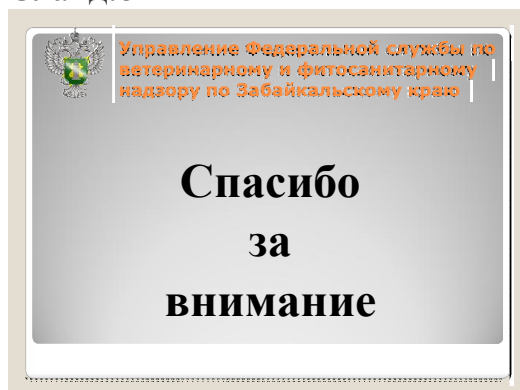 Управление Федеральной службы по
ветеринарному и фитосанитарному
надзору по Забайкальскому краю
Спасибо
за
внимание